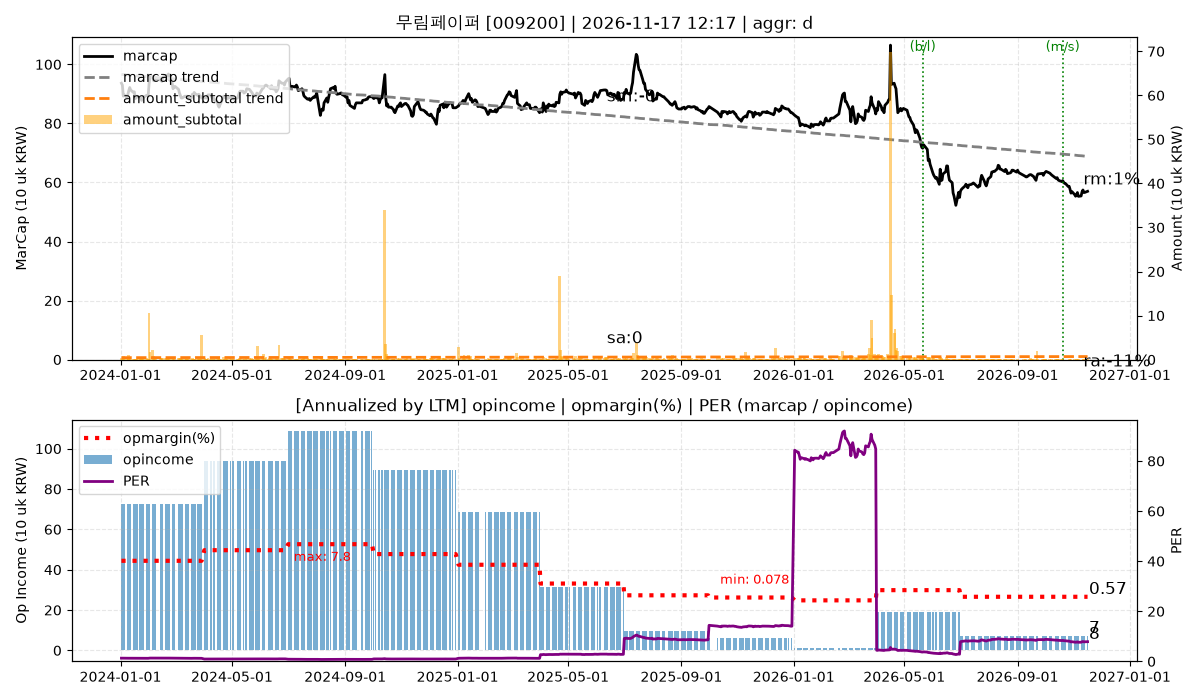 무림페이퍼 [009200] | 2026-11-17 12:17 | aggr: d
marcap
marcap trend
amount_subtotal trend
amount_subtotal
(b/l)
(m/s)
rm:1%
sa:0
ra:-11%
MarCap (10 uk KRW)
Amount (10 uk KRW)
100
80
60
40
20
0
70
60
50
40
30
20
10
0
2024-01-01
2024-05-01
2024-09-01
2025-01-01
2025-05-01
2025-09-01
2026-01-01
2026-05-01
2026-09-01
2027-01-01
[Annualized by LTM] opincome | opmargin(%) | PER (marcap / opincome)
opmargin(%)
opincome
PER
max: 7.8
min: 0.078
0.57
7
8
Op Income (10 uk KRW)
PER
100
80
60
40
20
0
80
60
40
20
0
2024-01-01
2024-05-01
2024-09-01
2025-01-01
2025-05-01
2025-09-01
2026-01-01
2026-05-01
2026-09-01
2027-01-01